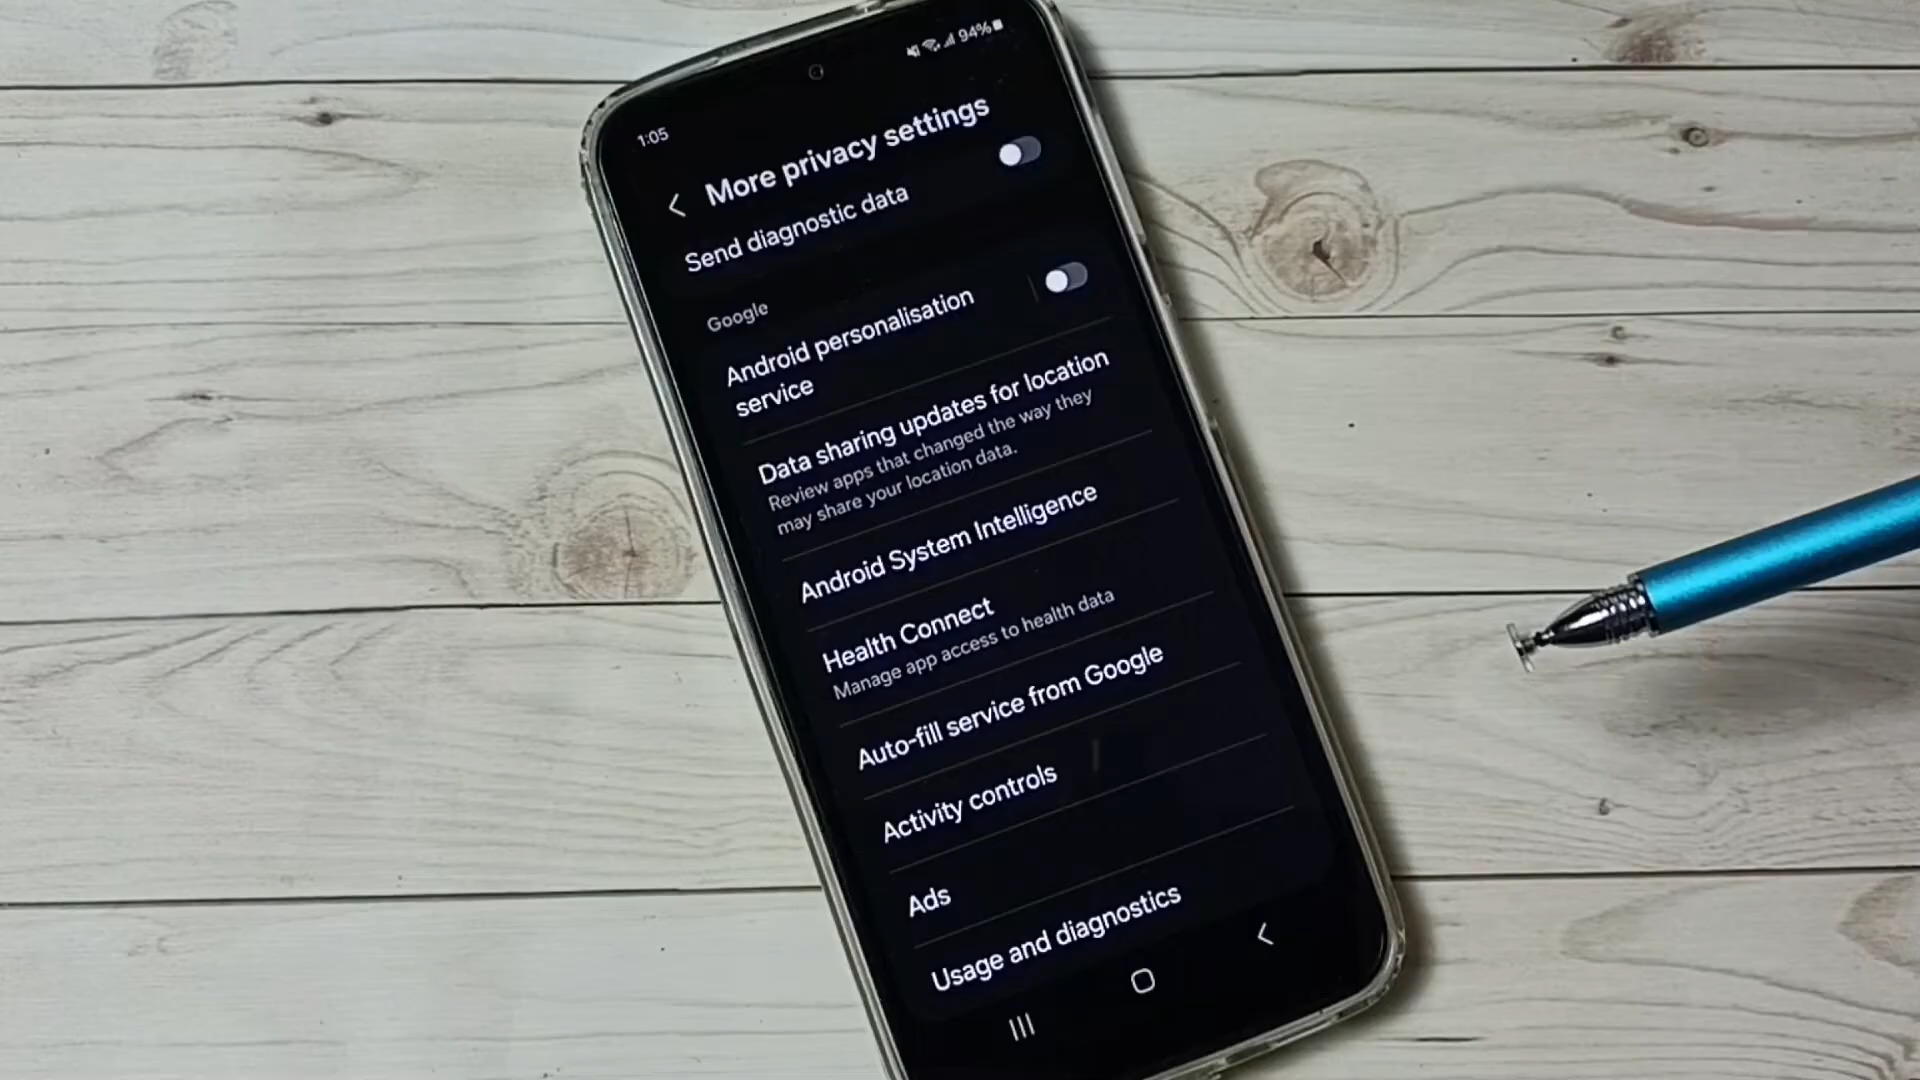 1:05
94%
More privacy settings
Send diagnostic data
Google
Android personalisation
service
Data sharing updates for location
Review apps that changed the way they
may share your location data.
Android System Intelligence
Health Connect
Manage app access to health data
Auto-fill service from Google
Activity controls
Ads
Usage and diagnostics